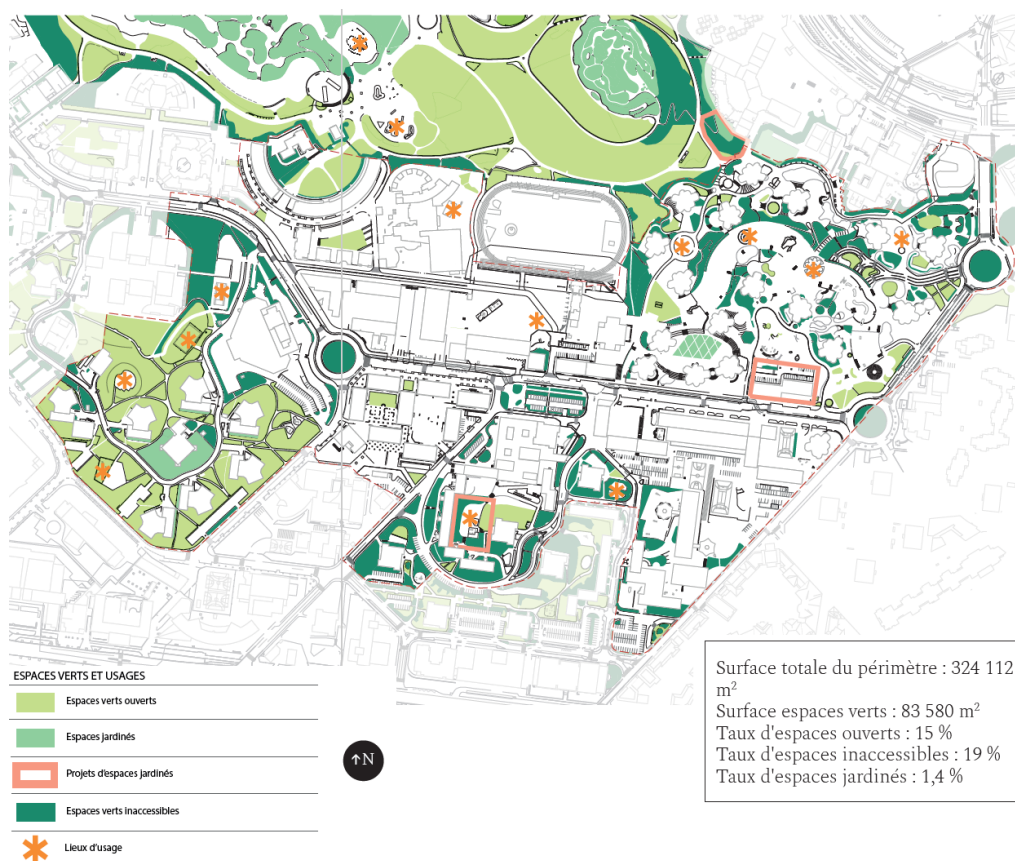 ESPACES VERTS ET USAGES
Espaces verts ouverts
Espaces jardinés
Projets d'espaces jardinés
Espaces verts inaccessibles
Lieux d'usage
↑N
Surface totale du périmètre : 324 112
m²
Surface espaces verts : 83 580 m²
Taux d'espaces ouverts : 15 %
Taux d'espaces inaccessibles : 19 %
Taux d'espaces jardinés : 1,4 %